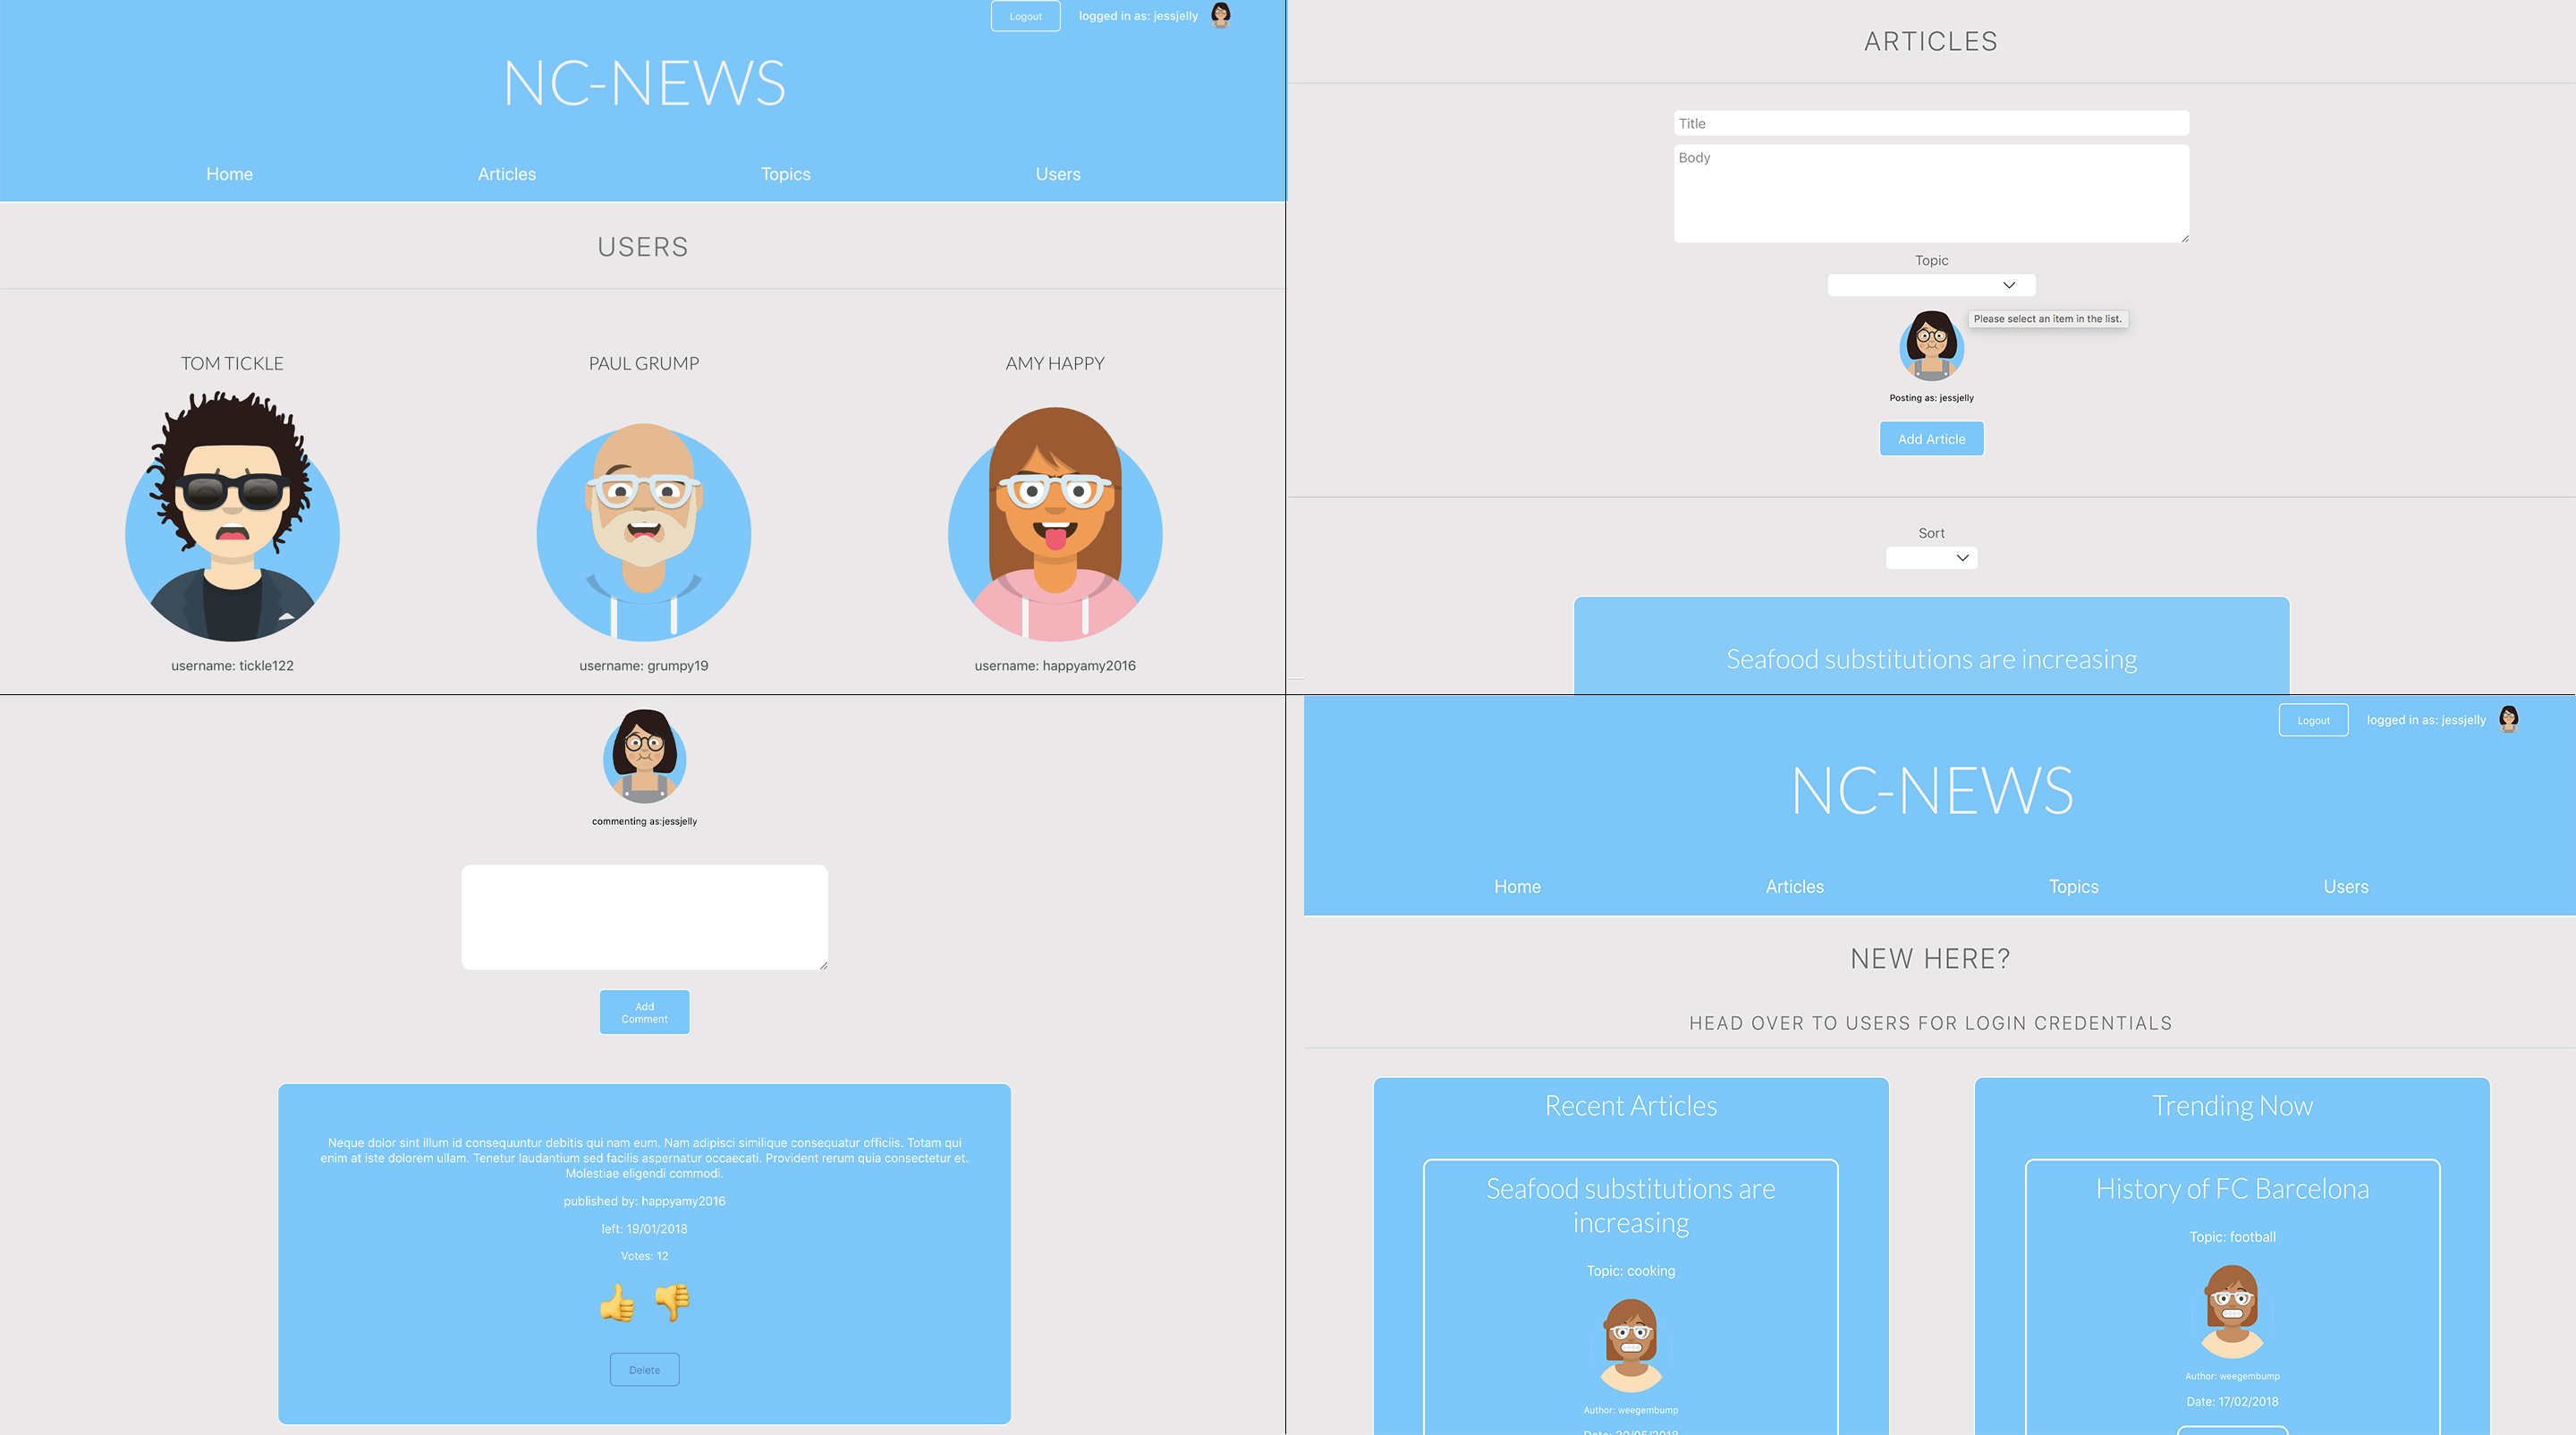 Logout
logged in as: jessjelly
NC-NEWS
Home
Articles
Topics
Users
USERS
TOM TICKLE
PAUL GRUMP
AMY HAPPY
username: tickle122
username: grumpy19
username: happyamy2016
ARTICLES
Title
Body
Topic
Please select an item in the list.
Posting as: jessjelly
Add Article
Sort
Seafood substitutions are increasing
commenting as:jessjelly
Add
Comment
Neque dolor sint illum id consequuntur debitis qui nam eum. Nam adipisci similique consequatur officiis. Totam qui
enim at iste dolorem ullam. Tenetur laudantium sed facilis aspernatur occaecati. Provident rerum quia consectetur et.
Molestiae eligendi commodi.
published by: happyamy2016
left: 19/01/2018
Votes: 12
Delete
Logout
logged in as: jessjelly
NC-NEWS
Home
Articles
Topics
Users
NEW HERE?
HEAD OVER TO USERS FOR LOGIN CREDENTIALS
Recent Articles
Seafood substitutions are
increasing
Topic: cooking
Author: weegembump
Trending Now
History of FC Barcelona
Topic: football
Author: weegembump
Date: 17/02/2018